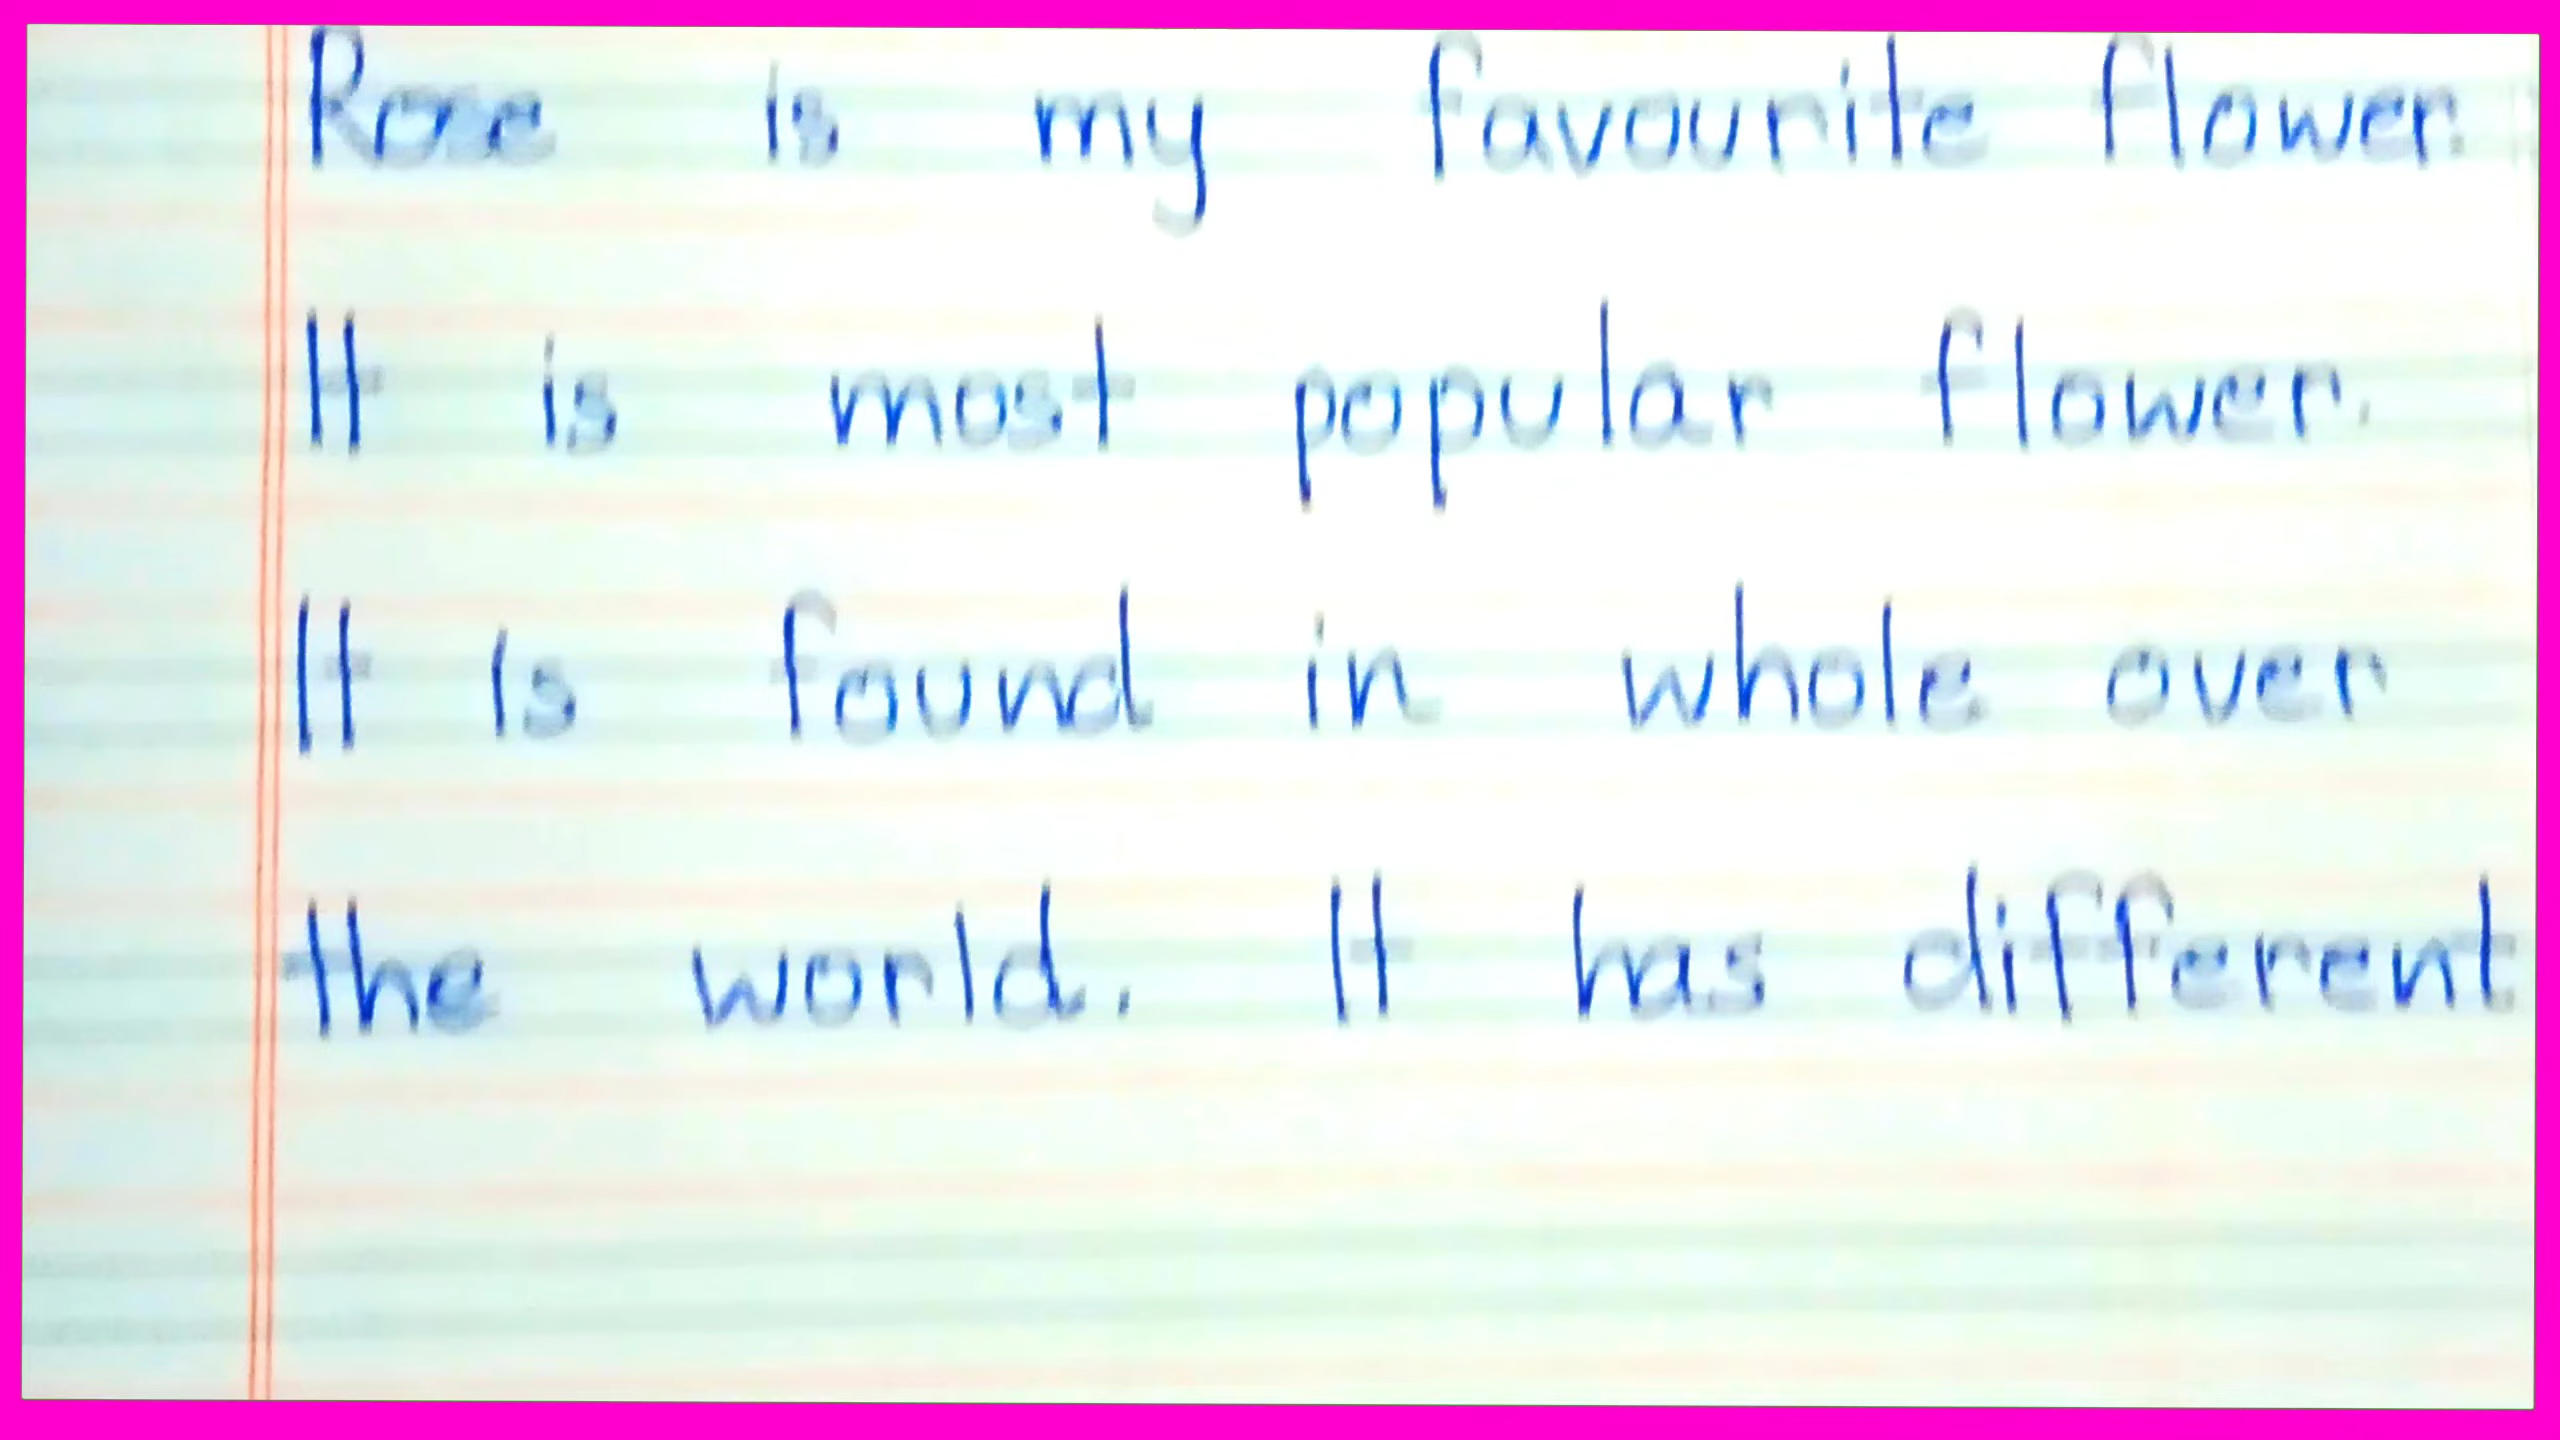 Rose is my favourite flower.
It is most popular flower.
It is found in whole over
the world. It has different